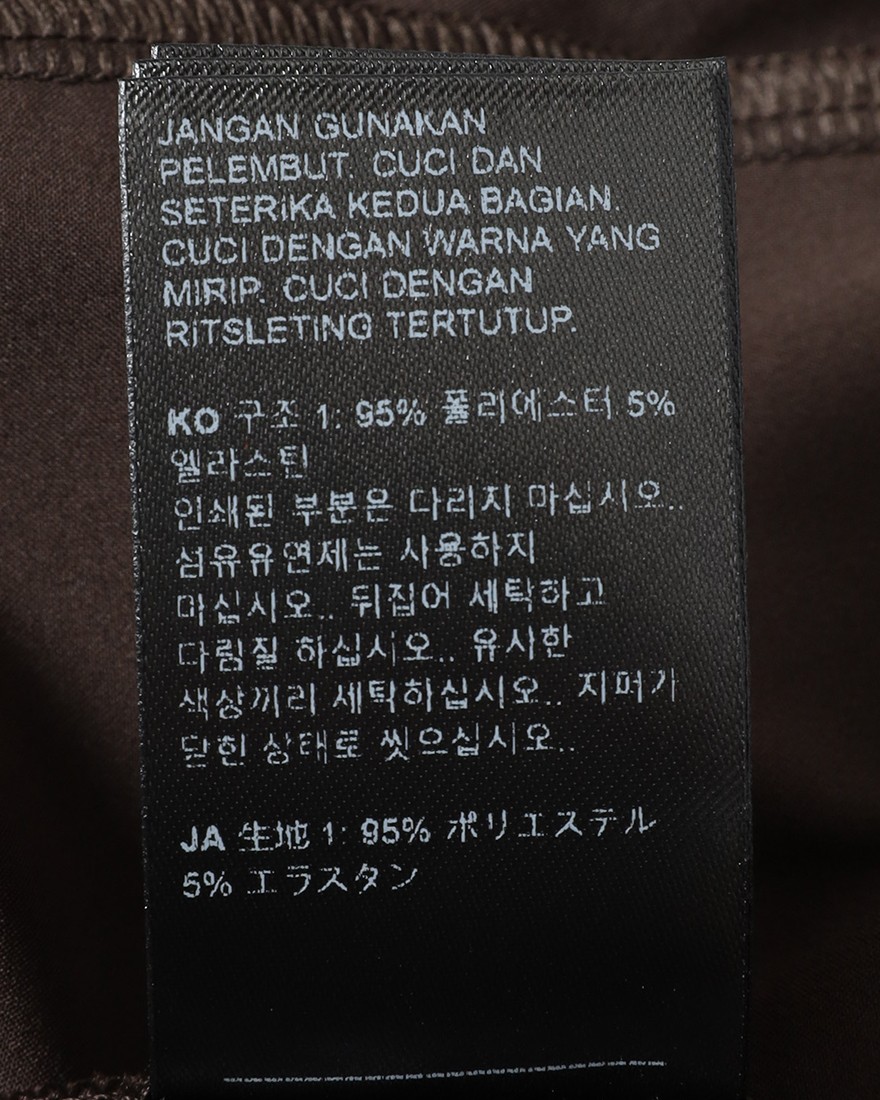 JANGAN GUNAKAN
PELEMBUT. CUCI DAN
SETERIKA KEDUA BAGIAN.
CUCI DENGAN WARNA YANG
MIRIP. CUCI DENGAN
RITSLETING TERTUTUP.
KO 구조 1: 95% 폴리에스터 5%
엘라스틴
인쇄된 부분은 다리지 마십시오..
섬유유연제는 사용하지
마십시오.. 뒤집어 세탁하고
다림질 하십시오.. 유사한
색상끼리 세탁하십시오.. 지퍼가
닫힌 상태로 씻으십시오..
JA 生地 1: 95% ポリエステル
5% エラスタン